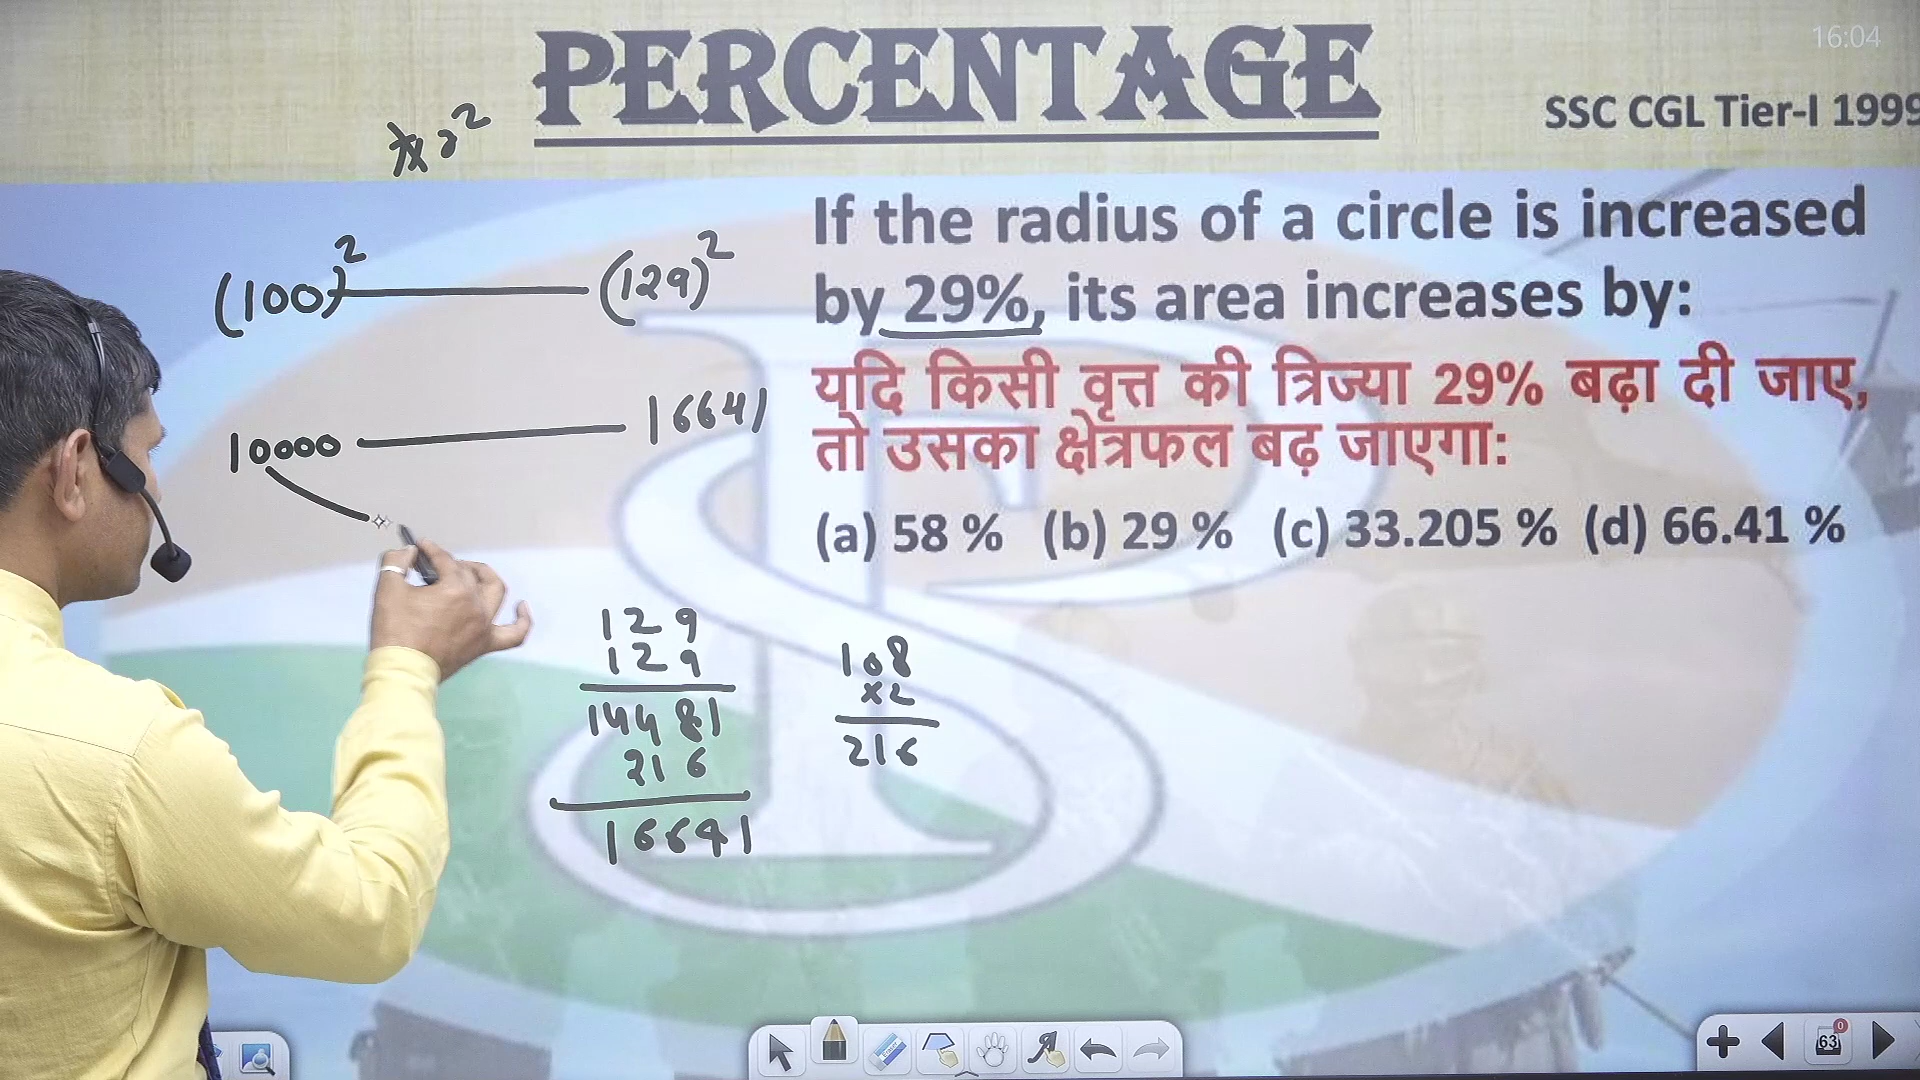 PERCENTAGE
16:04
SSC CGL Tier-I 1999
If the radius of a circle is increased
by 29%, its area increases by:
यदि किसी वृत्त की त्रिज्या 29% बढ़ा दी जाए,
तो उसका क्षेत्रफल बढ़ जाएगा:
(a) 58 % (b) 29 % (c) 33.205 % (d) 66.41 %
(100)² (129)²
10000 16641
129
129
14481
216
16641
108
×2
216
63
0